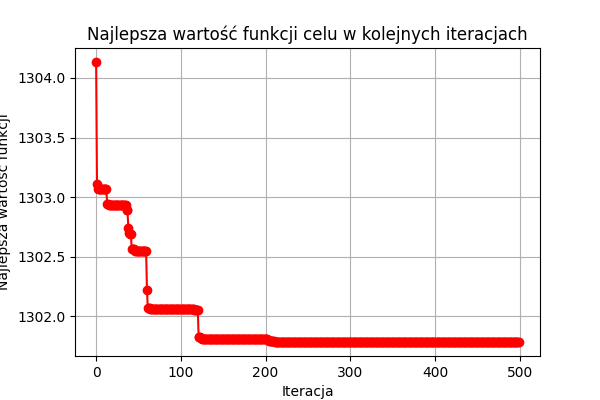 Najlepsza wartość funkcji celu w kolejnych iteracjach
Najlepsza wartość funkcji
1304.0
1303.5
1303.0
1302.5
1302.0
0 100 200 300 400 500
Iteracja